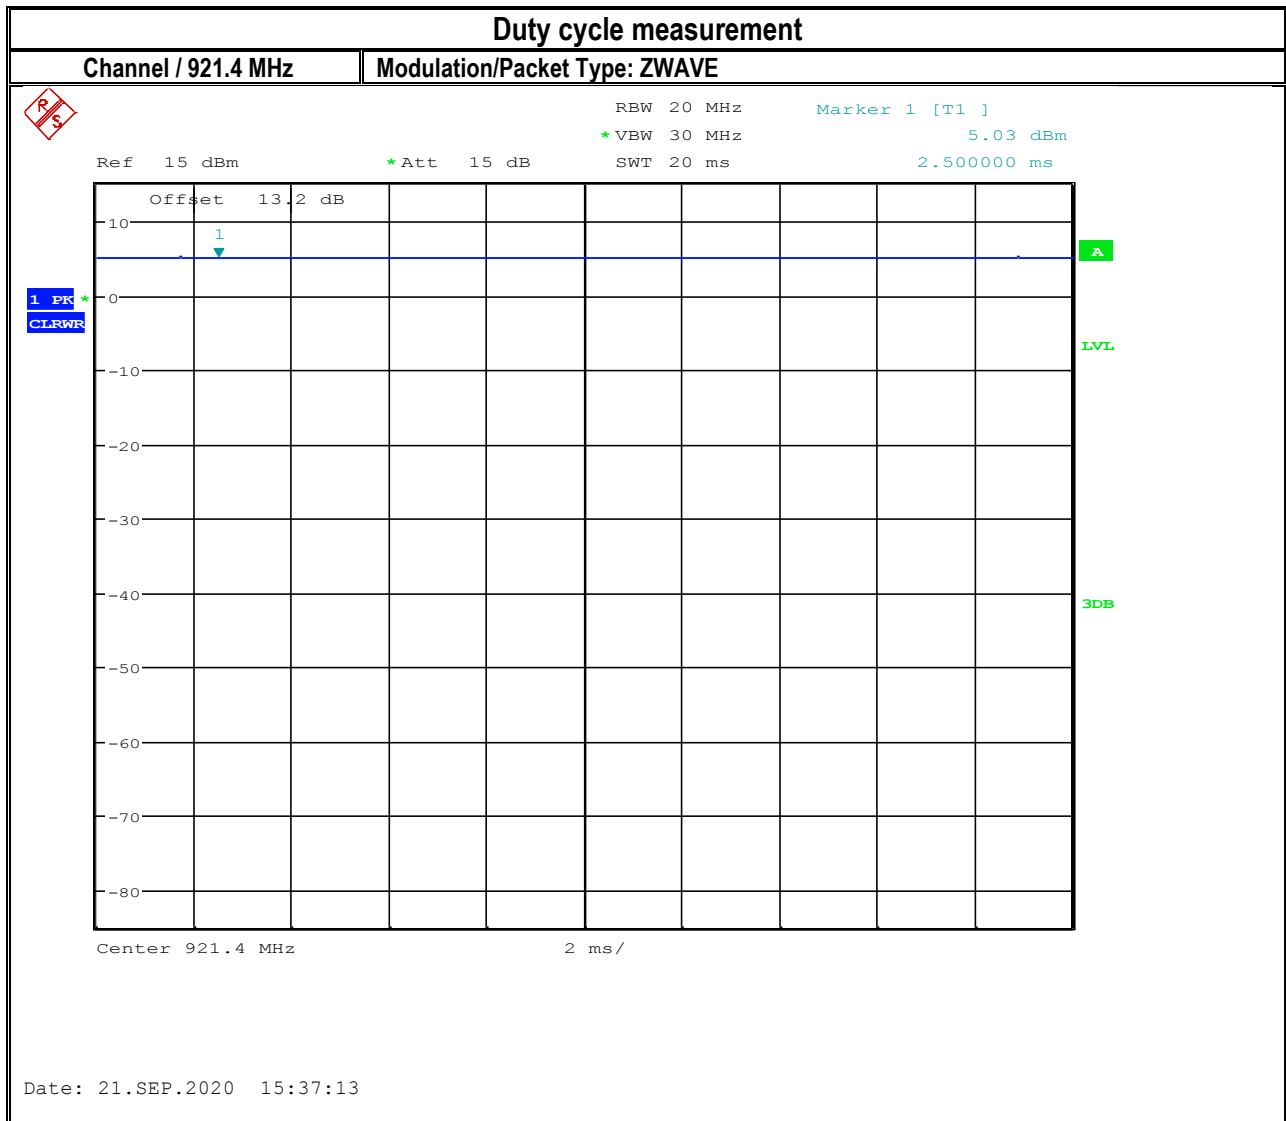 Duty cycle measurement
Channel / 921.4 MHz Modulation/Packet Type: ZWAVE
R S
RBW 20 MHz Marker 1 [T1 ]
*VBW 30 MHz 5.03 dBm
Ref 15 dBm *Att 15 dB SWT 20 ms 2.500000 ms
Offset 13.2 dB
10
1
A
1 PK *
0
CLRWR
LVL
-10
-20
-30
-40
3DB
-50
-60
-70
-80
Center 921.4 MHz 2 ms/
Date: 21.SEP.2020 15:37:13